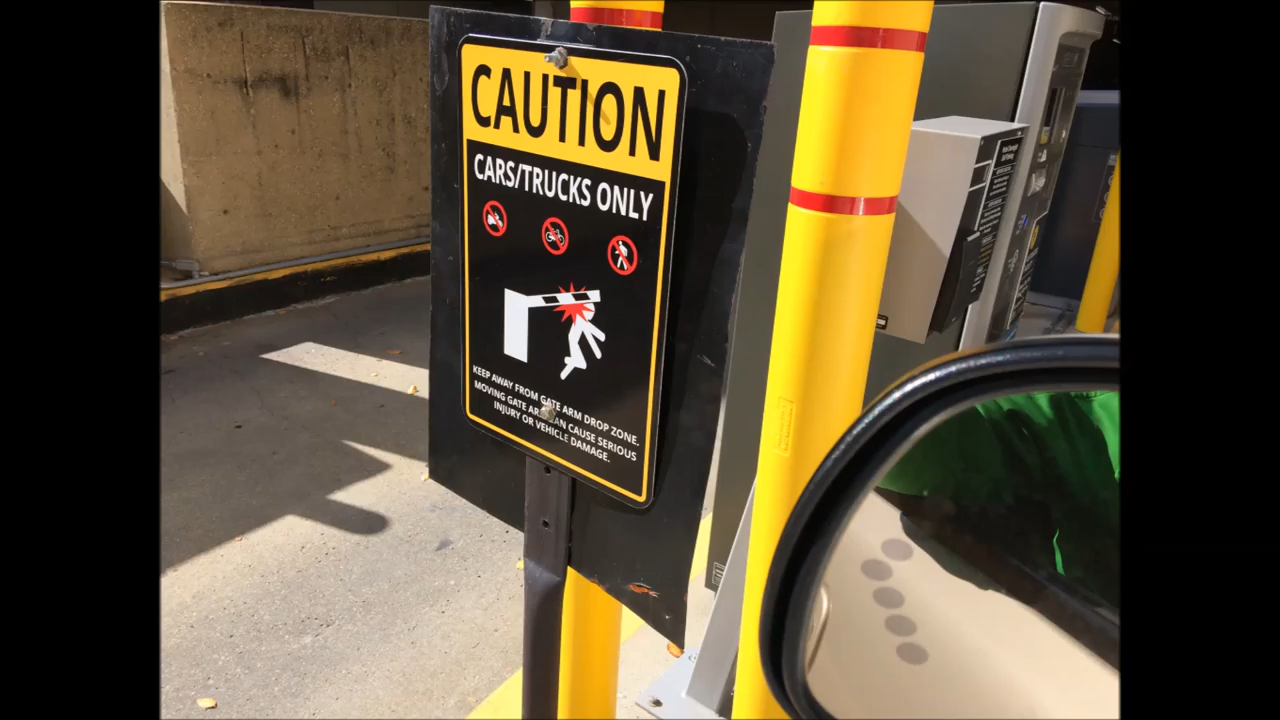 CAUTION
CARS/TRUCKS ONLY
KEEP AWAY FROM GATE ARM DROP ZONE.
MOVING GATE ARM CAN CAUSE SERIOUS
INJURY OR VEHICLE DAMAGE.